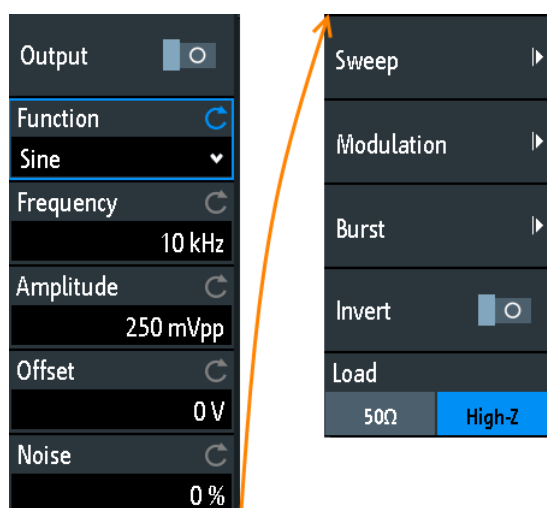 Output
Function
Sine
Frequency
10 kHz
Amplitude
250 mVpp
Offset
0 V
Noise
0 %
Sweep
Modulation
Burst
Invert
Load
50Ω High-Z